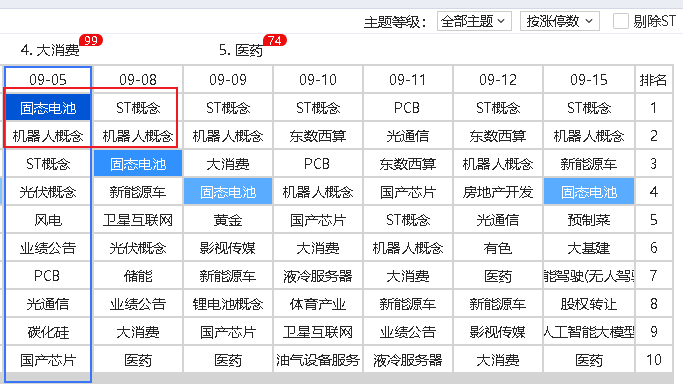 主题等级: 全部主题 按涨停数 剔除ST
4. 大消费 99 5. 医药 74
09-05 09-08 09-09 09-10 09-11 09-12 09-15 排名
固态电池 ST概念 ST概念 ST概念 PCB ST概念 ST概念 1
机器人概念 机器人概念 机器人概念 东数西算 光通信 东数西算 机器人概念 2
ST概念 固态电池 大消费 PCB 东数西算 机器人概念 新能源车 3
光伏概念 新能源车 固态电池 机器人概念 国产芯片 房地产开发 固态电池 4
风电 卫星互联网 黄金 国产芯片 ST概念 光通信 预制菜 5
业绩公告 光伏概念 影视传媒 大消费 机器人概念 有色 大基建 6
PCB 储能 新能源车 液冷服务器 大消费 医药 能驾驶(无人驾驶 7
光通信 业绩公告 锂电池概念 体育产业 新能源车 新能源车 股权转让 8
碳化硅 大消费 国产芯片 卫星互联网 业绩公告 影视传媒 人工智能大模型 9
国产芯片 医药 医药 油气设备服务 液冷服务器 大消费 医药 10